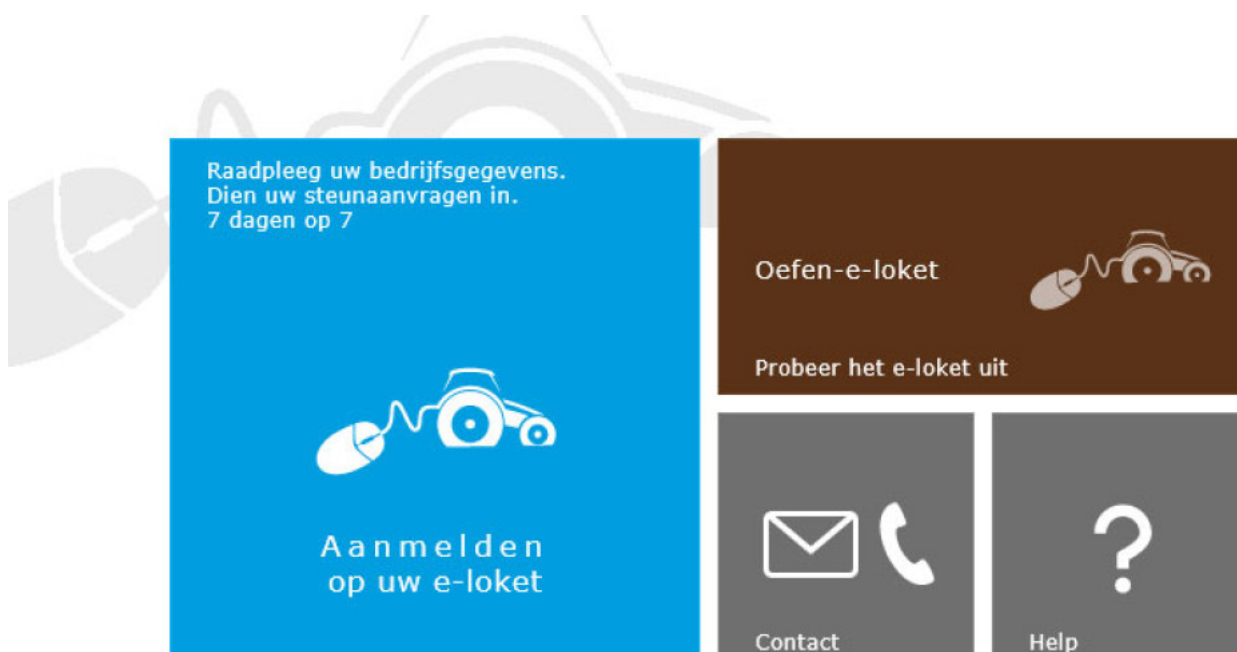 Raadpleeg uw bedrijfsgegevens.
Dien uw steunaanvragen in.
7 dagen op 7
Aanmelden
op uw e-loket
Oefen-e-loket
Probeer het e-loket uit
Contact
Help